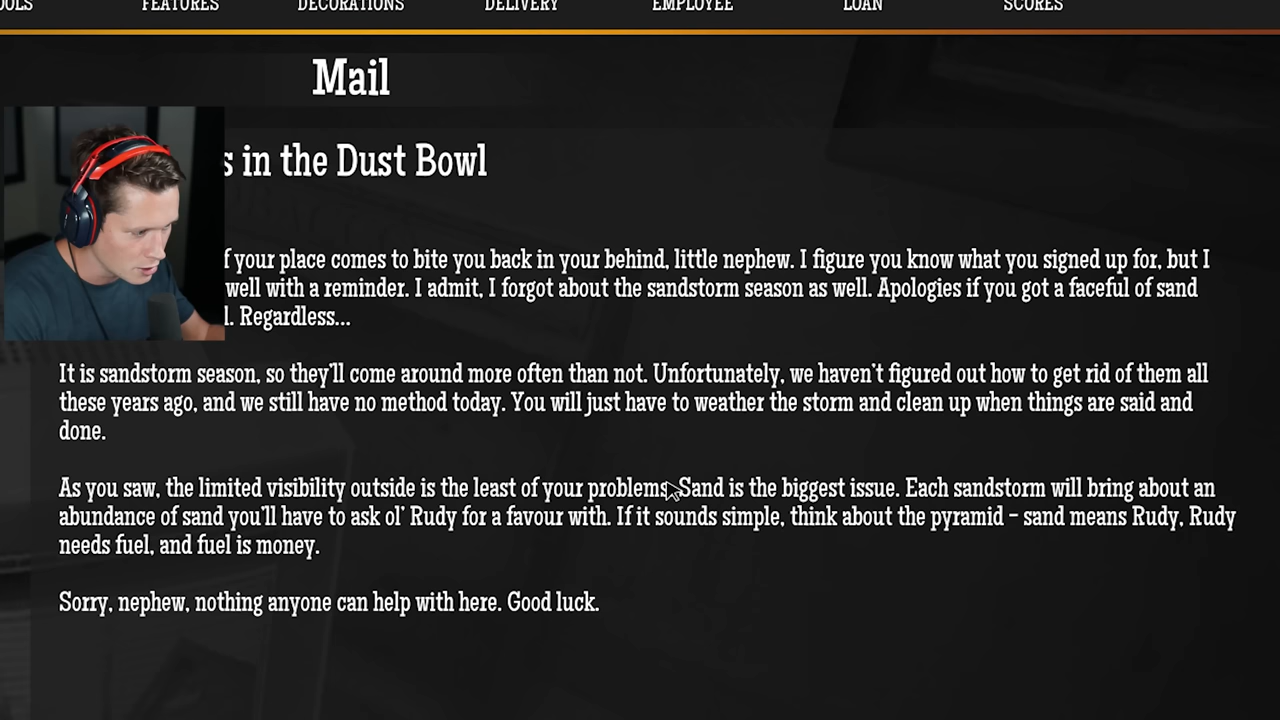 FEATURES DECORATIONS DELIVERY EMPLOYEE LOAN SCORES
Mail
in the Dust Bowl
your place comes to bite you back in your behind, little nephew. I figure you know what you signed up for, but I
well with a reminder. I admit, I forgot about the sandstorm season as well. Apologies if you got a faceful of sand
Regardless...
It is sandstorm season, so they'll come around more often than not. Unfortunately, we haven't figured out how to get rid of them all
these years ago, and we still have no method today. You will just have to weather the storm and clean up when things are said and
done.
As you saw, the limited visibility outside is the least of your problems. Sand is the biggest issue. Each sandstorm will bring about an
abundance of sand you'll have to ask ol' Rudy for a favour with. If it sounds simple, think about the pyramid – sand means Rudy, Rudy
needs fuel, and fuel is money.
Sorry, nephew, nothing anyone can help with here. Good luck.